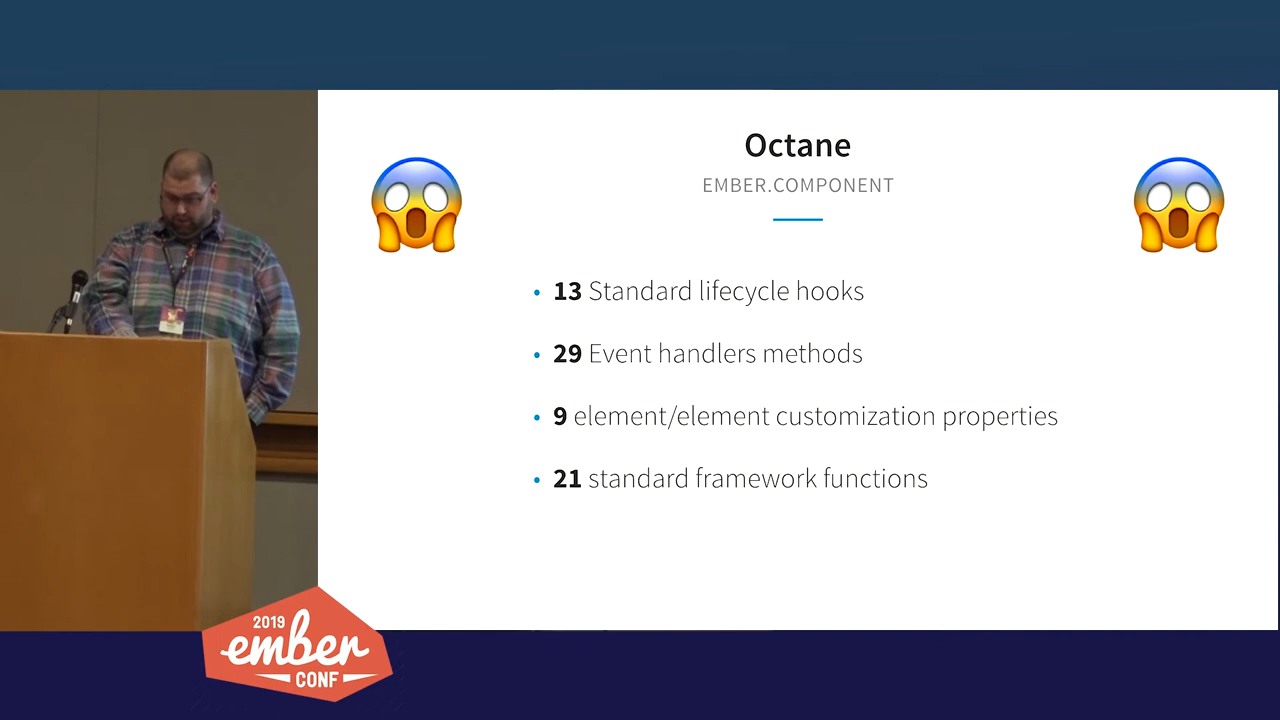 Octane
EMBER.COMPONENT
• 13 Standard lifecycle hooks
• 29 Event handlers methods
• 9 element/element customization properties
• 21 standard framework functions
2019
ember
CONF